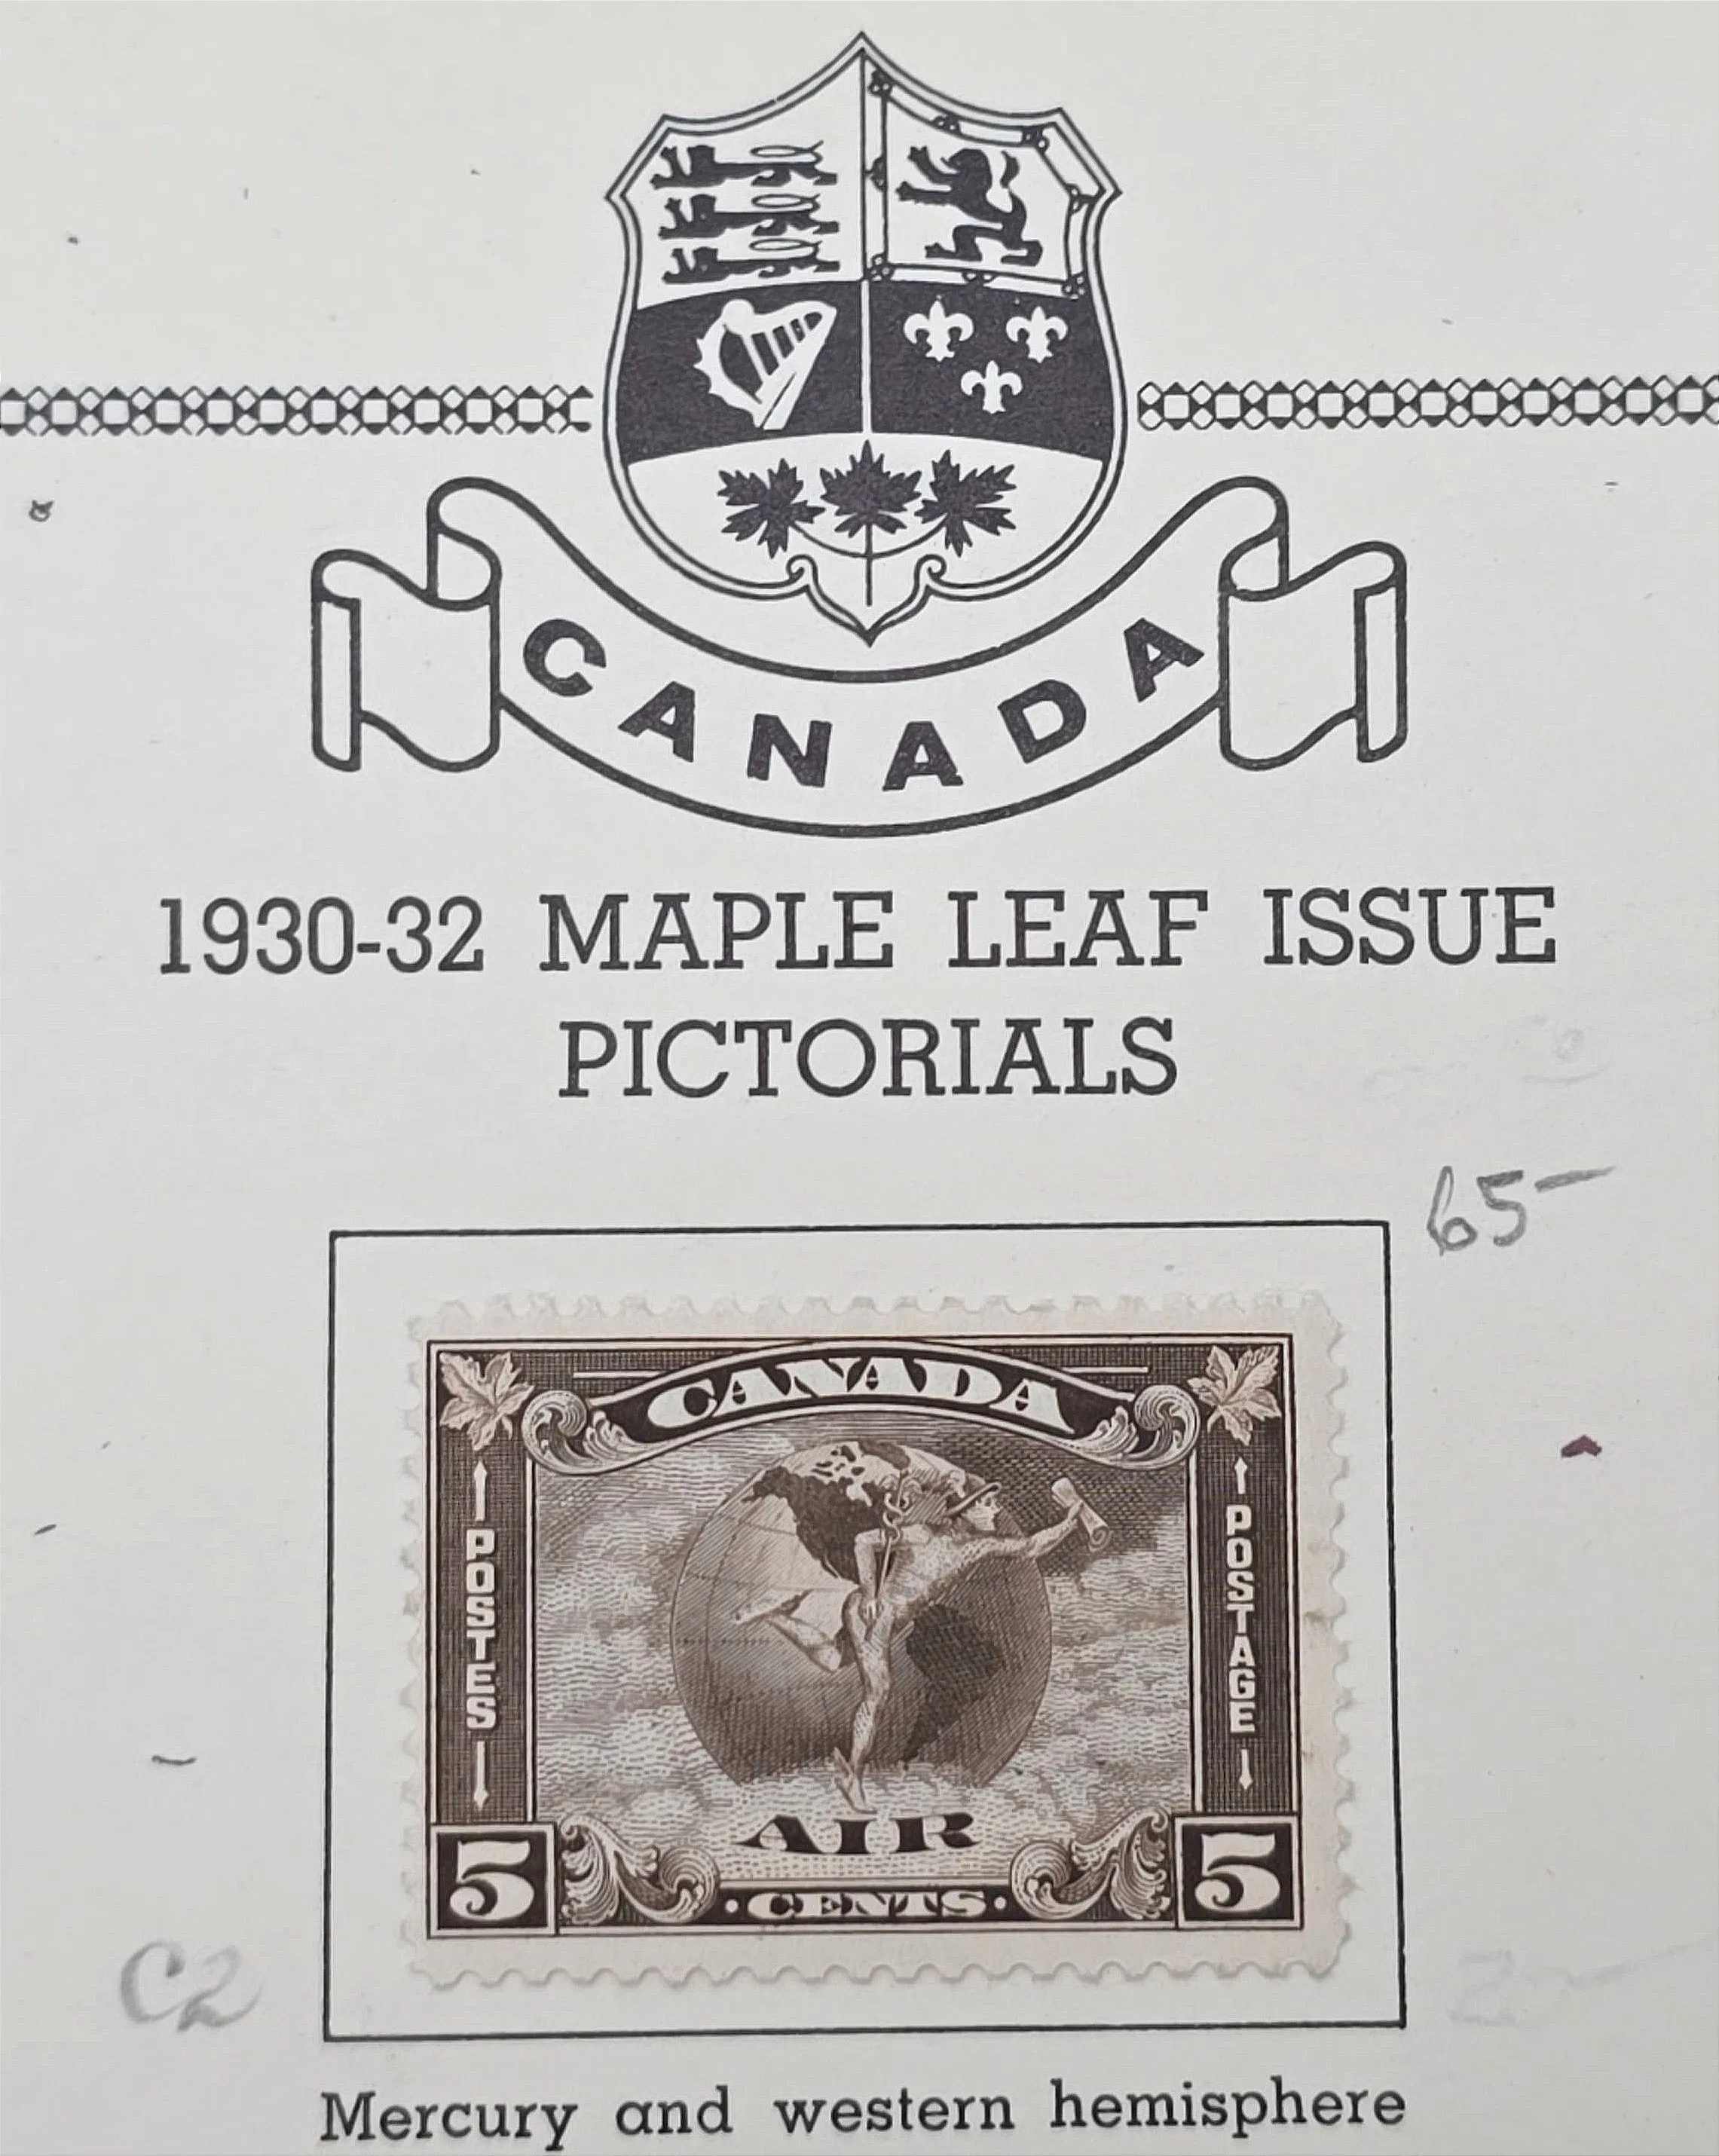 CANADA
1930-32 MAPLE LEAF ISSUE
PICTORIALS
65-
CANADA
POSTES
POSTAGE
AIR
5 CENTS 5
C2
Mercury and western hemisphere